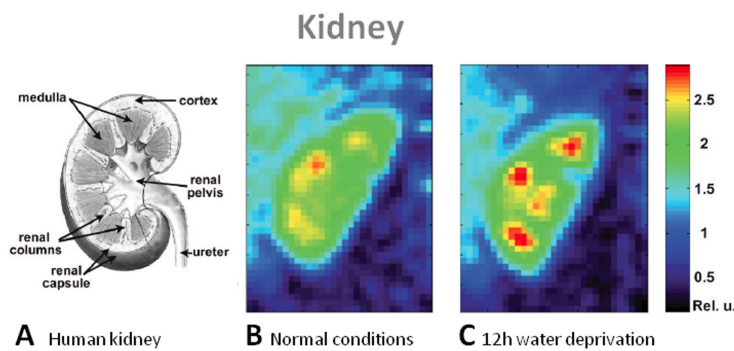 Kidney
medulla
cortex
renal
pelvis
renal
columns
ureter
renal
capsule
2.5
2
1.5
1
0.5
Rel. u.
A Human kidney
B Normal conditions
C 12h water deprivation